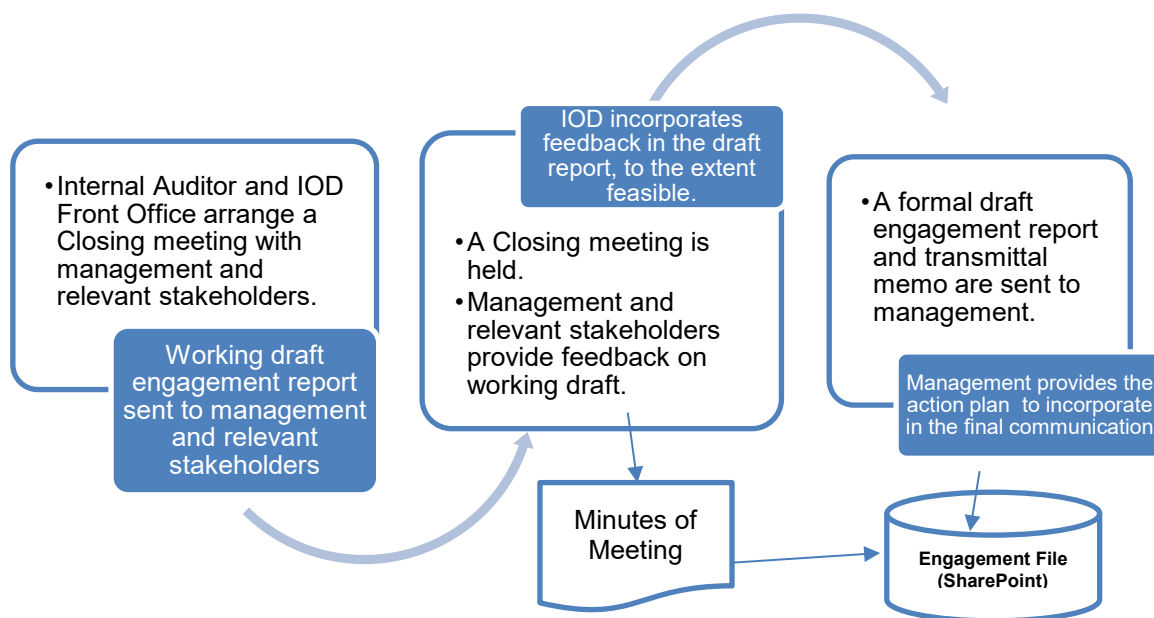 •Internal Auditor and IOD
Front Office arrange a
Closing meeting with
management and
relevant stakeholders.
Working draft
engagement report
sent to management
and relevant
stakeholders
IOD incorporates
feedback in the draft
report, to the extent
feasible.
•A Closing meeting is
held.
•Management and
relevant stakeholders
provide feedback on
working draft.
•A formal draft
engagement report
and transmittal
memo are sent to
management.
Management provides the
action plan to incorporate
in the final communication
Minutes of
Meeting
Engagement File
(SharePoint)